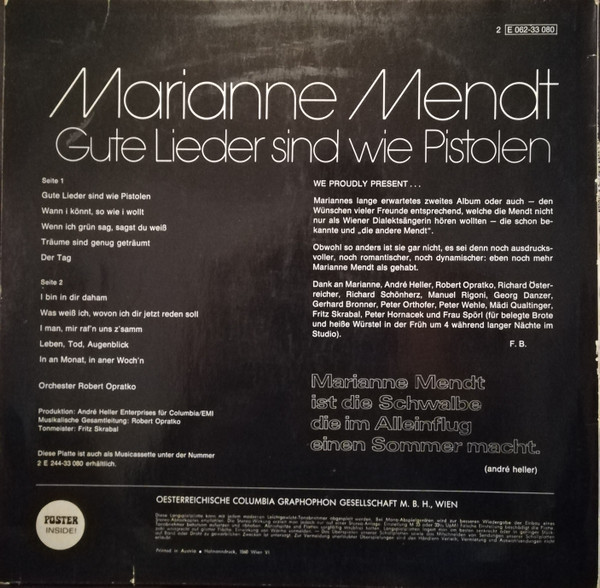 2 E 062-33 080
Marianne Mendt
Gute Lieder sind wie Pistolen
Seite 1
Gute Lieder sind wie Pistolen
Wann i könnt, so wie i wollt
Wenn ich grün sag, sagst du weiß
Träume sind genug geträumt
Der Tag
Seite 2
I bin in dir daham
Was weiß ich, wovon ich dir jetzt reden soll
I man, mir raf'n uns z'samm
Leben, Tod, Augenblick
In an Monat, in aner Woch'n
Orchester Robert Opratko
Produktion: André Heller Enterprises für Columbia/EMI
Musikalische Gesamtleitung: Robert Opratko
Tonmeister: Fritz Skrabal
Diese Platte ist auch als Musicassette unter der Nummer
2 E 244-33 080 erhältlich.
WE PROUDLY PRESENT . . .
Mariannes lange erwartetes zweites Album oder auch – den
Wünschen vieler Freunde entsprechend, welche die Mendt nicht
nur als Wiener Dialektsängerin hören wollten – die schon be-
kannte und „die andere Mendt".
Obwohl so anders ist sie gar nicht, es sei denn noch ausdrucks-
voller, noch romantischer, noch dynamischer: eben noch mehr
Marianne Mendt als gehabt.
Dank an Marianne, André Heller, Robert Opratko, Richard Öster-
reicher, Richard Schönherz, Manuel Rigoni, Georg Danzer,
Gerhard Bronner, Peter Orthofer, Peter Wehle, Mädi Qualtinger,
Fritz Skrabal, Peter Hornacek und Frau Spörl (für belegte Brote
und heiße Würstel in der Früh um 4 während langer Nächte im
Studio).
F. B.
Marianne Mendt
ist die Schwalbe
die im Alleinflug
einen Sommer macht.
(andré heller)
POSTER
INSIDE!
OESTERREICHISCHE COLUMBIA GRAPHOPHON GESELLSCHAFT M. B. H., WIEN
Printed in Austria